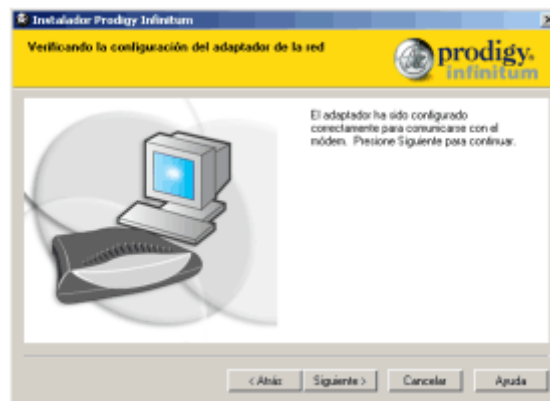 Instalador Prodigy Infinitum
Verificando la configuración del adaptador de la red
prodigy.
infinitum
El adaptador ha sido configurado
correctamente para comunicarse con el
módem. Presione Siguiente para continuar.
< Atrás
Siguiente >
Cancelar
Ayuda